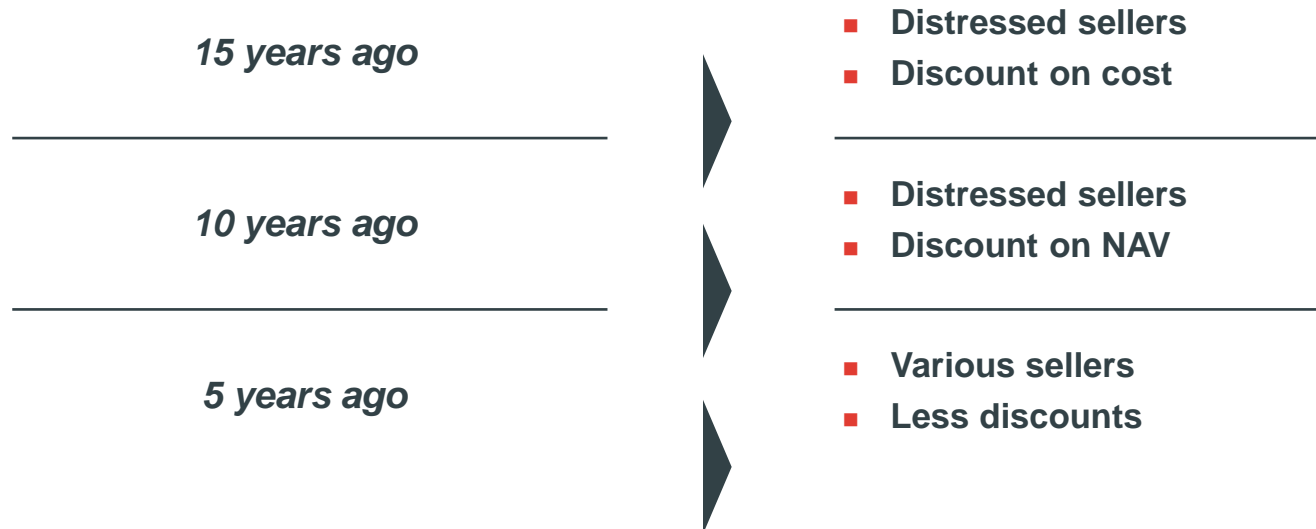 15 years ago
Distressed sellers
Discount on cost
10 years ago
Distressed sellers
Discount on NAV
5 years ago
Various sellers
Less discounts